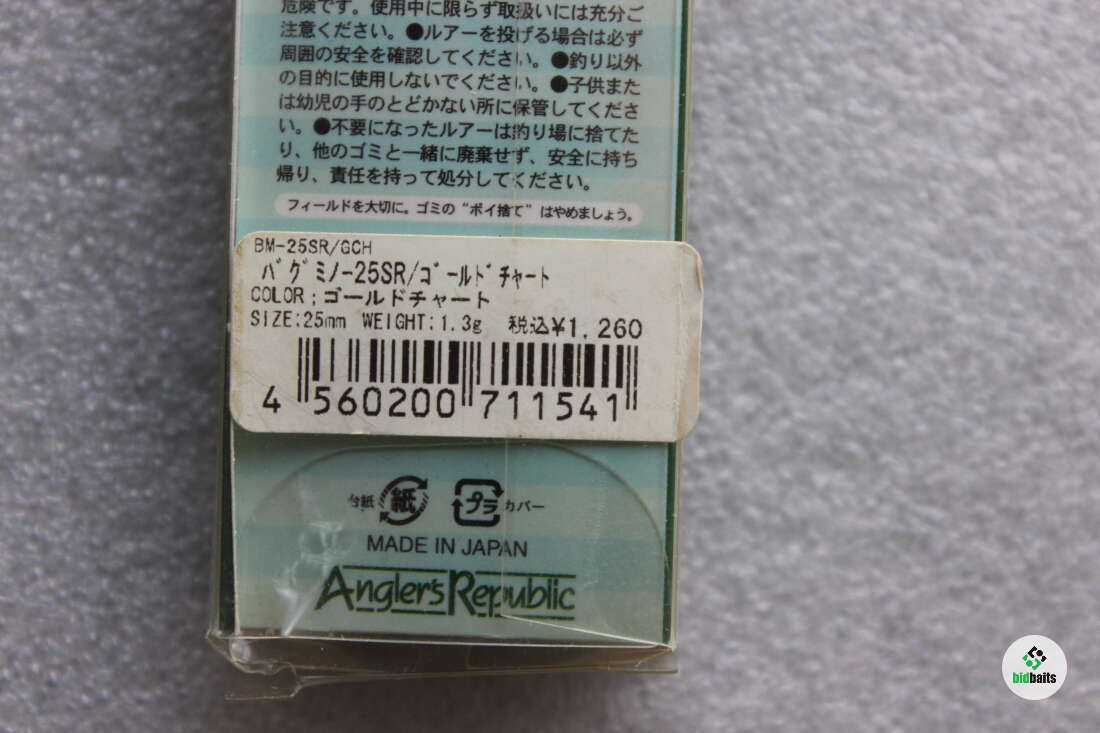 危険です。使用中に限らず取扱いには充分ご
注意ください。●ルアーを投げる場合は必ず
周囲の安全を確認してください。●釣り以外
の目的に使用しないでください。●子供また
は幼児の手のとどかない所に保管してくださ
い。●不要になったルアーは釣り場に捨てた
り、他のゴミと一緒に廃棄せず、安全に持ち
帰り、責任を持って処分してください。
フィールドを大切に。ゴミの“ポイ捨て”はやめましょう。
BM-25SR/GCH
バグミノ-25SR/ゴールドチャート
COLOR:ゴールドチャート
SIZE:25mm WEIGHT:1.3g 税込¥1,260
4 560200 711541
台紙 紙 プラ カバー
MADE IN JAPAN
Angler's Republic
bidbaits